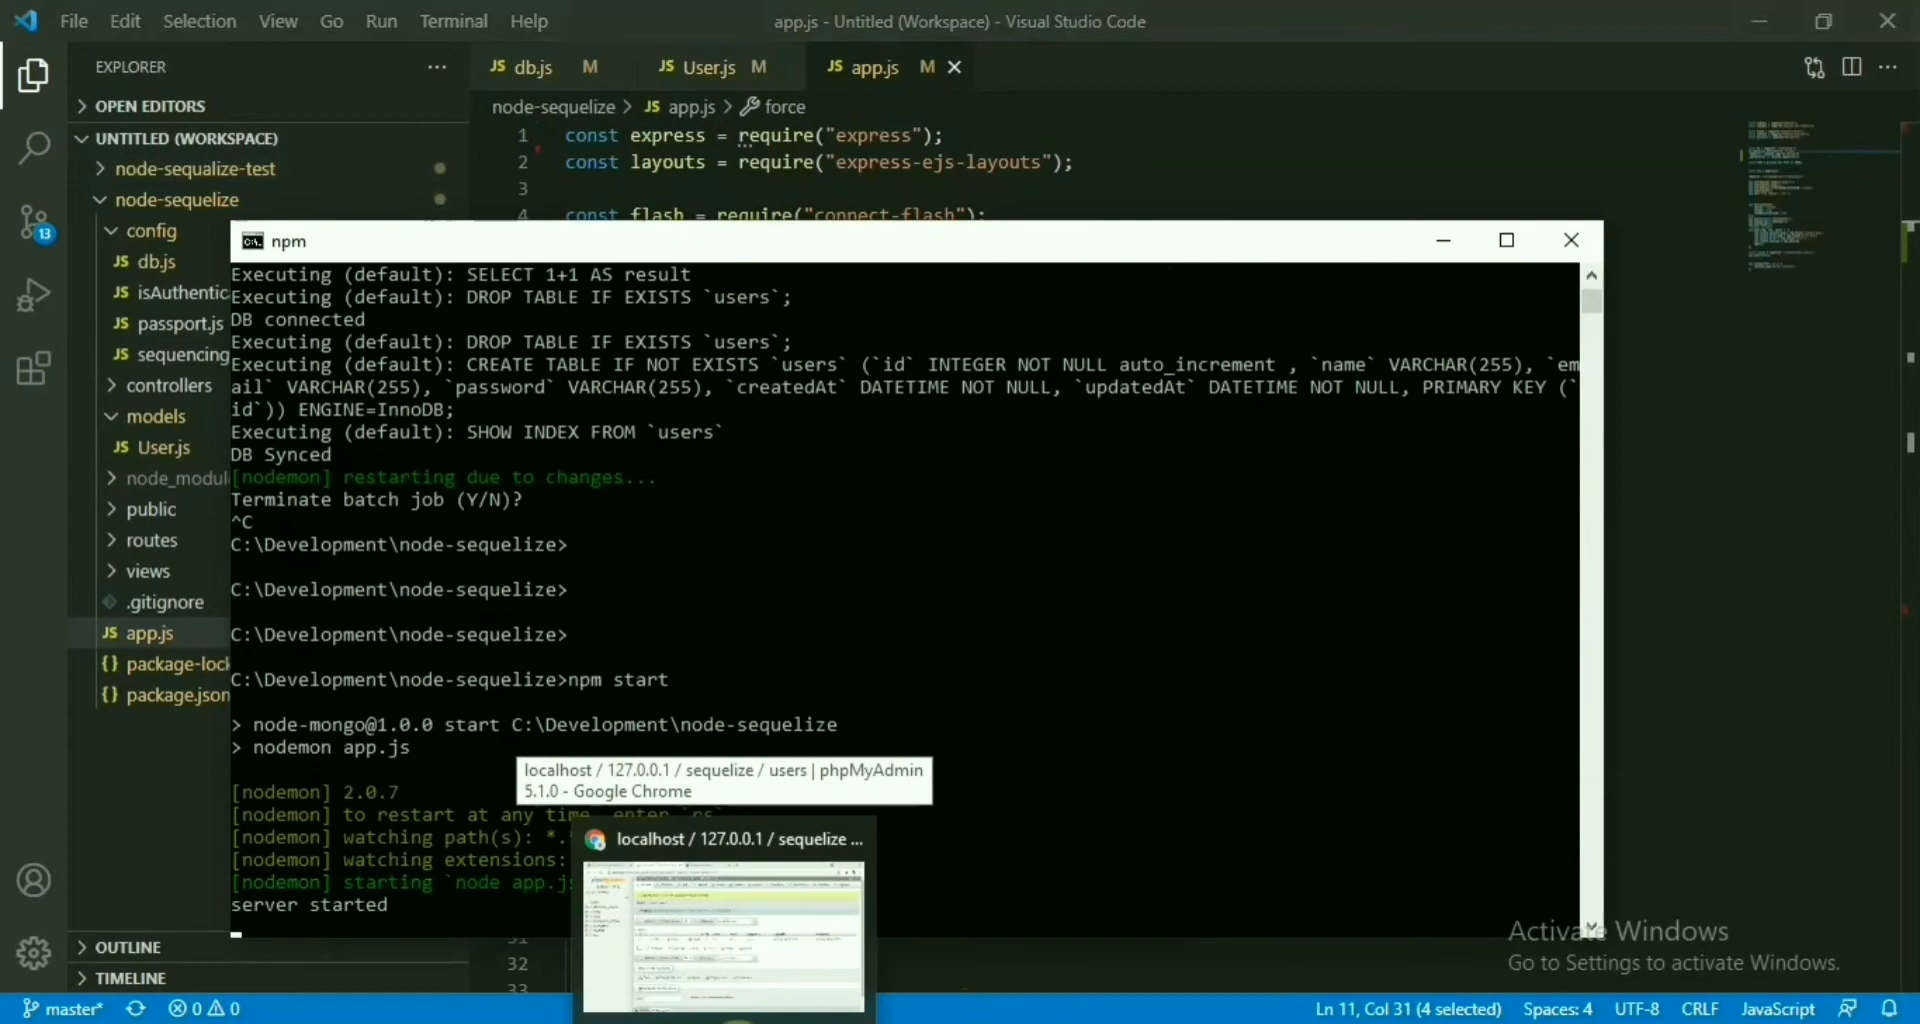 File Edit Selection View Go Run Terminal Help
app.js - Untitled (Workspace) - Visual Studio Code
EXPLORER
OPEN EDITORS
UNTITLED (WORKSPACE)
node-sequalize-test
node-sequelize
config
JS db.js
JS isAuthentic
JS passport.js
JS sequencing
controllers
models
JS User.js
node_modul
public
routes
views
.gitignore
JS app.js
{} package-lock
{} package.json
OUTLINE
TIMELINE
13
JS db.js M
JS User.js M
JS app.js M
node-sequelize > JS app.js > force
1 const express = require("express");
2 const layouts = require("express-ejs-layouts");
3
4 const flash = require("connect-flash");
npm
Executing (default): SELECT 1+1 AS result
Executing (default): DROP TABLE IF EXISTS `users`;
DB connected
Executing (default): DROP TABLE IF EXISTS `users`;
Executing (default): CREATE TABLE IF NOT EXISTS `users` (`id` INTEGER NOT NULL auto_increment , `name` VARCHAR(255), `em
ail` VARCHAR(255), `password` VARCHAR(255), `createdAt` DATETIME NOT NULL, `updatedAt` DATETIME NOT NULL, PRIMARY KEY (`
id`)) ENGINE=InnoDB;
Executing (default): SHOW INDEX FROM `users`
DB Synced
[nodemon] restarting due to changes...
Terminate batch job (Y/N)?
^C
C:\Development\node-sequelize>
C:\Development\node-sequelize>
C:\Development\node-sequelize>
C:\Development\node-sequelize>npm start
> node-mongo@1.0.0 start C:\Development\node-sequelize
> nodemon app.js
[nodemon] 2.0.7
[nodemon] to restart at any time, enter `rs`
[nodemon] watching path(s): *.
[nodemon] watching extensions:
[nodemon] starting `node app.js
server started
localhost / 127.0.0.1 / sequelize / users | phpMyAdmin
5.1.0 - Google Chrome
localhost / 127.0.0.1 / sequelize ...
31
32
33
Activate Windows
Go to Settings to activate Windows.
master* 0 0 Ln 11, Col 31 (4 selected) Spaces: 4 UTF-8 CRLF JavaScript